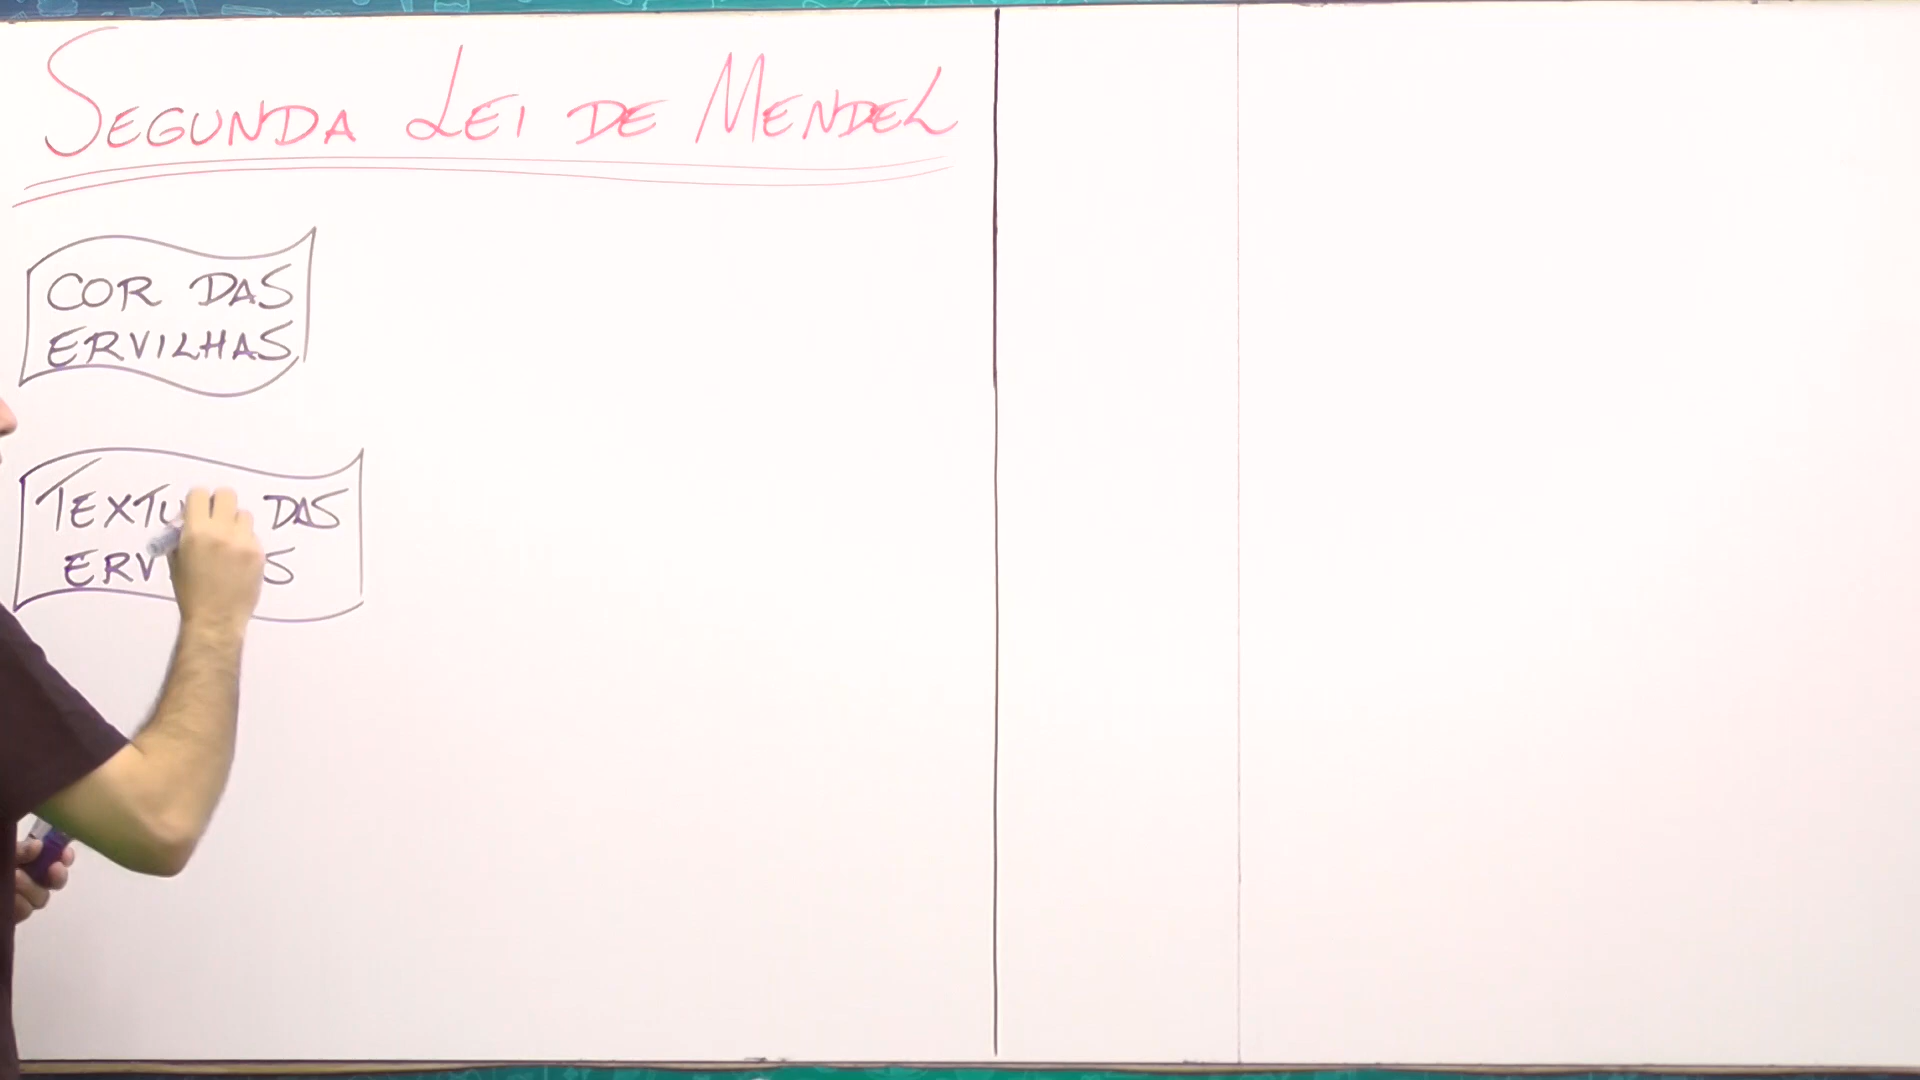 SEGUNDA LEI DE MENDEL
COR DAS
ERVILHAS
DAS